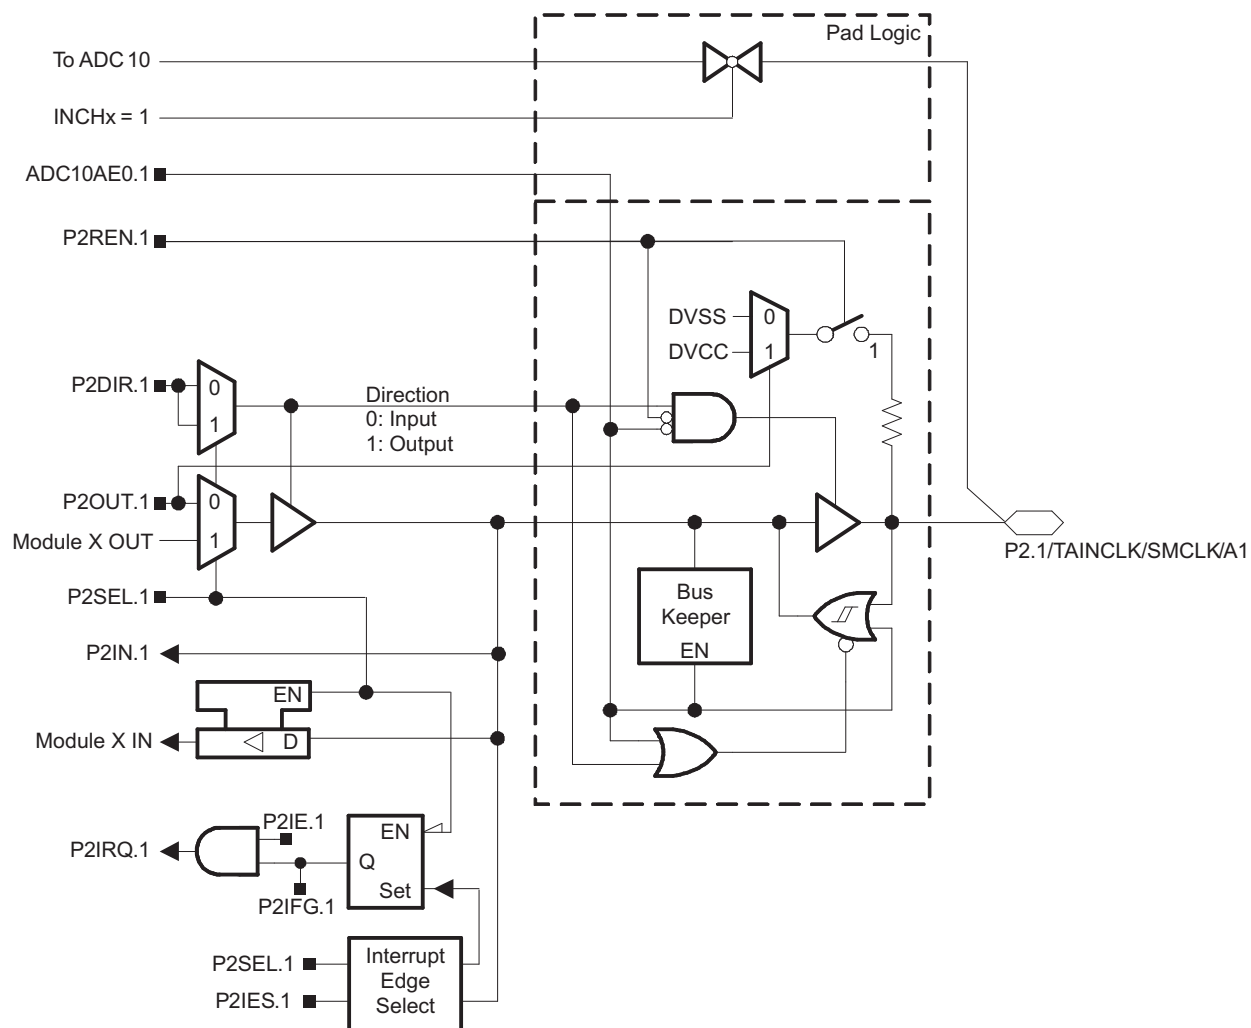 Pad Logic
To ADC 10
INCHx = 1
ADC10AE0.1
P2REN.1
DVSS
0
DVCC
1
1
P2DIR.1
0
1
Direction
0: Input
1: Output
P2OUT.1
0
Module X OUT
1
P2.1/TAINCLK/SMCLK/A1
P2SEL.1
Bus
Keeper
EN
P2IN.1
EN
Module X IN
D
P2IE.1
EN
P2IRQ.1
Q
Set
P2IFG.1
P2SEL.1
Interrupt
Edge
Select
P2IES.1